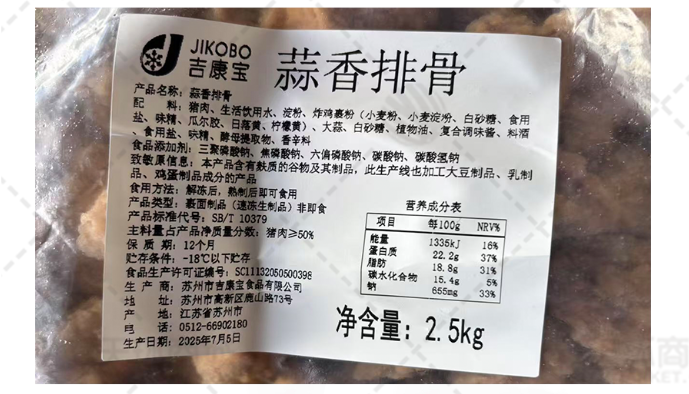 JIKOBO
吉康宝
蒜香排骨
产品名称：蒜香排骨
配 料：猪肉、生活饮用水、淀粉、炸鸡裹粉（小麦粉、小麦淀粉、白砂糖、食用
盐、味精、瓜尔胶、日落黄、柠檬黄）、大蒜、白砂糖、植物油、复合调味酱、料酒
、食用盐、味精、酵母提取物、香辛料
食品添加剂：三聚磷酸钠、焦磷酸钠、六偏磷酸钠、碳酸钠、碳酸氢钠
致敏原信息：本产品含有麸质的谷物及其制品，此生产线也加工大豆制品、乳制
品、鸡蛋制品成分的产品
食用方法：解冻后，熟制后即可食用
产品类型：裹面制品（速冻生制品）非即食
产品标准代号：SB/T 10379
主料量占产品净质量分数：猪肉≥50%
保 质 期：12个月
贮存条件：-18℃以下贮存
食品生产许可证编号：SC11132050500398
生 产 商：苏州市吉康宝食品有限公司
地 址：苏州市高新区鹿山路73号
产 地：江苏省苏州市
电 话：0512-66902180
生产日期：2025年7月5日
营养成分表
项目 每100g NRV%
能量 1335kJ 16%
蛋白质 22.2g 37%
脂肪 18.8g 31%
碳水化合物 15.4g 5%
钠 655mg 33%
净含量：2.5kg
商
KET.